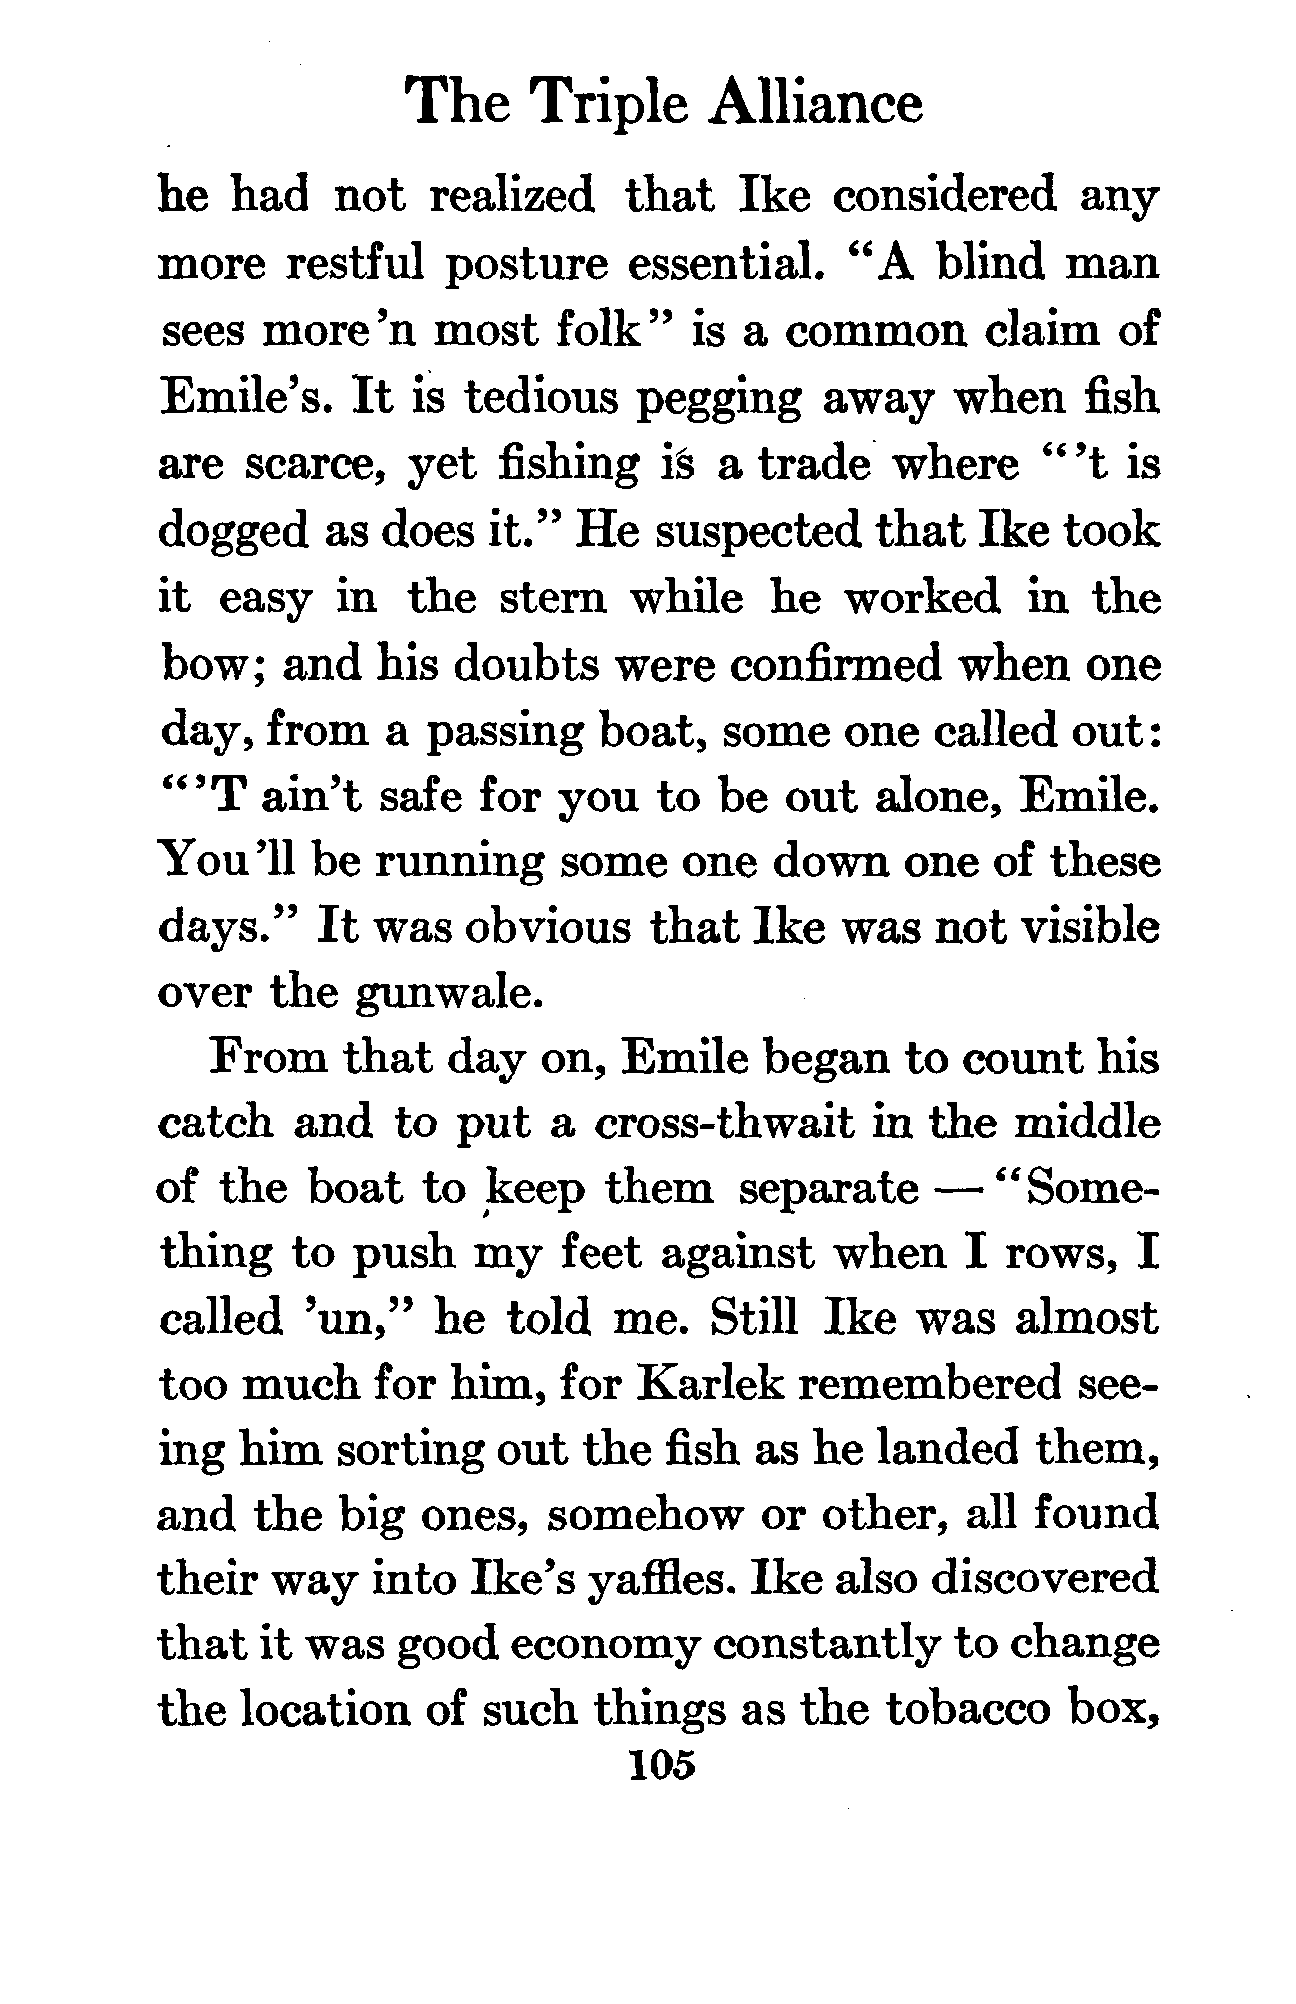 The Triple Alliance
he had not realized that Ike considered any
more restful posture essential. “A blind man
sees more'n most folk” is a common claim of
Emile's. It is tedious pegging away when fish
are scarce, yet fishing is a trade where “'t is
dogged as does it.” He suspected that Ike took
it easy in the stern while he worked in the
bow; and his doubts were confirmed when one
day, from a passing boat, some one called out:
“'T ain't safe for you to be out alone, Emile.
You'll be running some one down one of these
days.” It was obvious that Ike was not visible
over the gunwale.
From that day on, Emile began to count his
catch and to put a cross-thwait in the middle
of the boat to keep them separate — “Some-
thing to push my feet against when I rows, I
called 'un,” he told me. Still Ike was almost
too much for him, for Karlek remembered see-
ing him sorting out the fish as he landed them,
and the big ones, somehow or other, all found
their way into Ike's yaffles. Ike also discovered
that it was good economy constantly to change
the location of such things as the tobacco box,
105